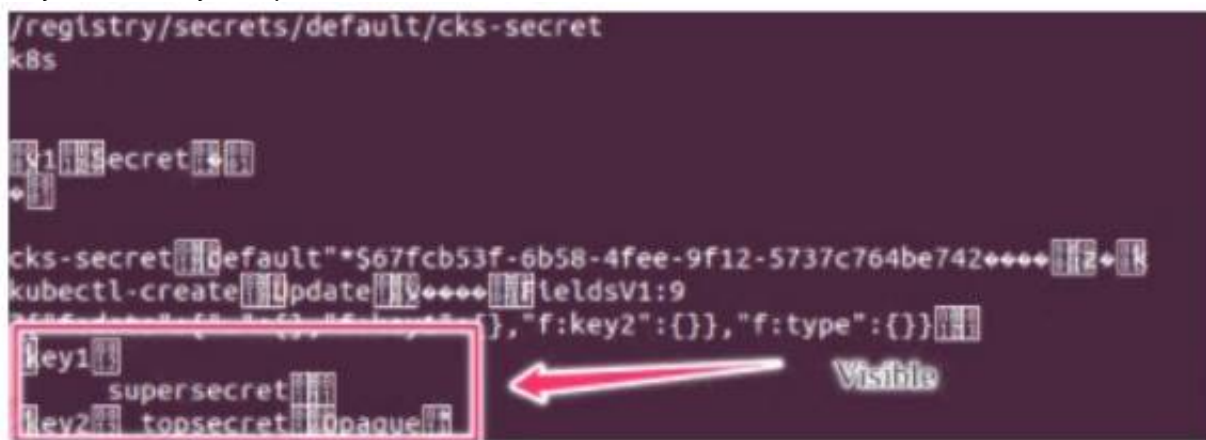 /registry/secrets/default/cks-secret
k8s
v1 Secret
cks-secret default"*$67fcb53f-6b58-4fee-9f12-5737c764be742 z k
kubectl-create Update v FieldsV1:9
{},"f:key2":{}},"f:type":{}}
key1
supersecret
Visible
key2 topsecret Opaque